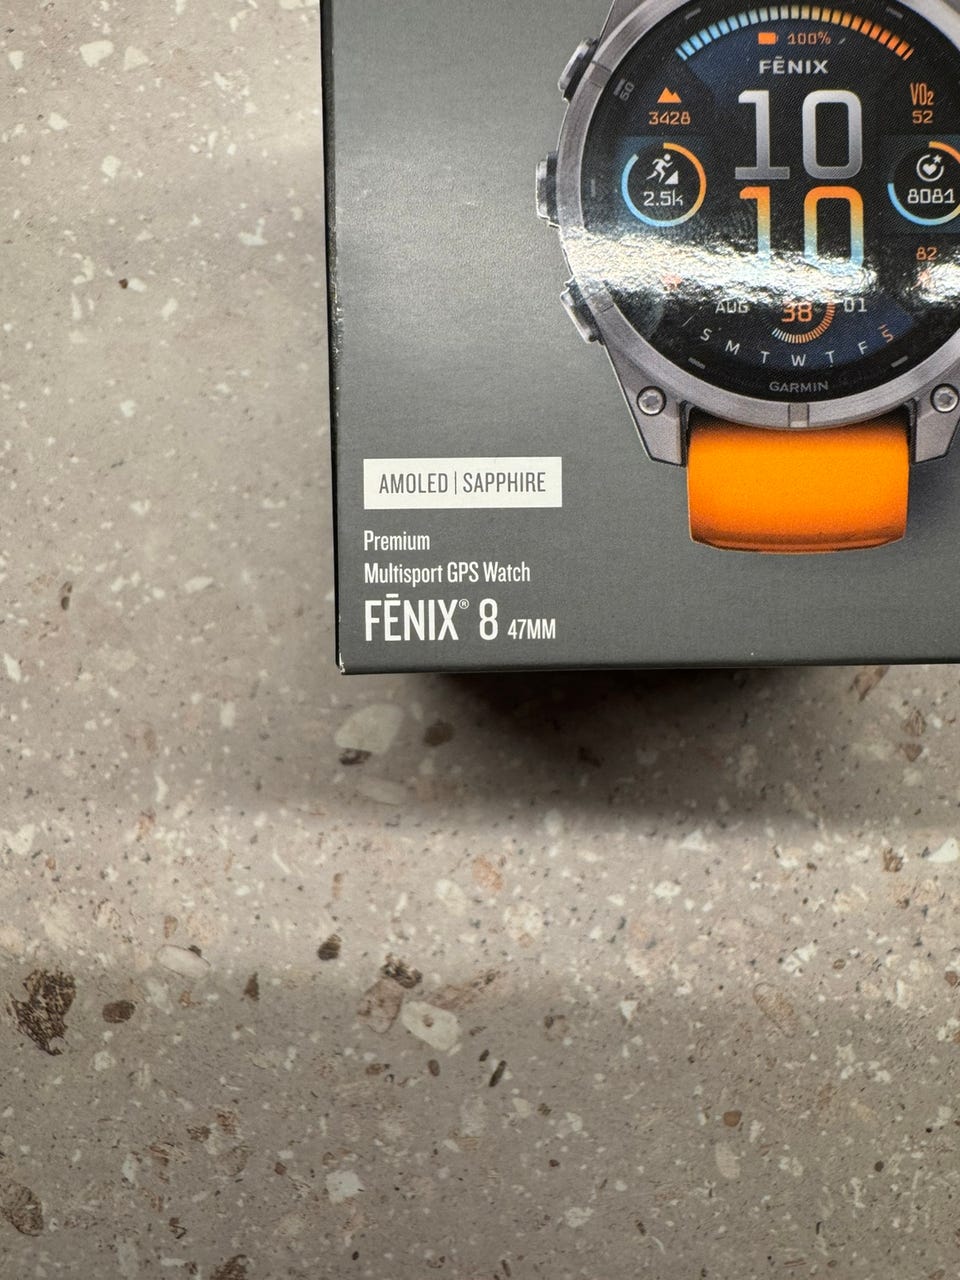 100%
FĒNIX
60
3428
10
VO2
52
2.5k
8081
10
82
AUG 38 01
S M T W T F S
GARMIN
AMOLED | SAPPHIRE
Premium
Multisport GPS Watch
FĒNIX® 8 47MM